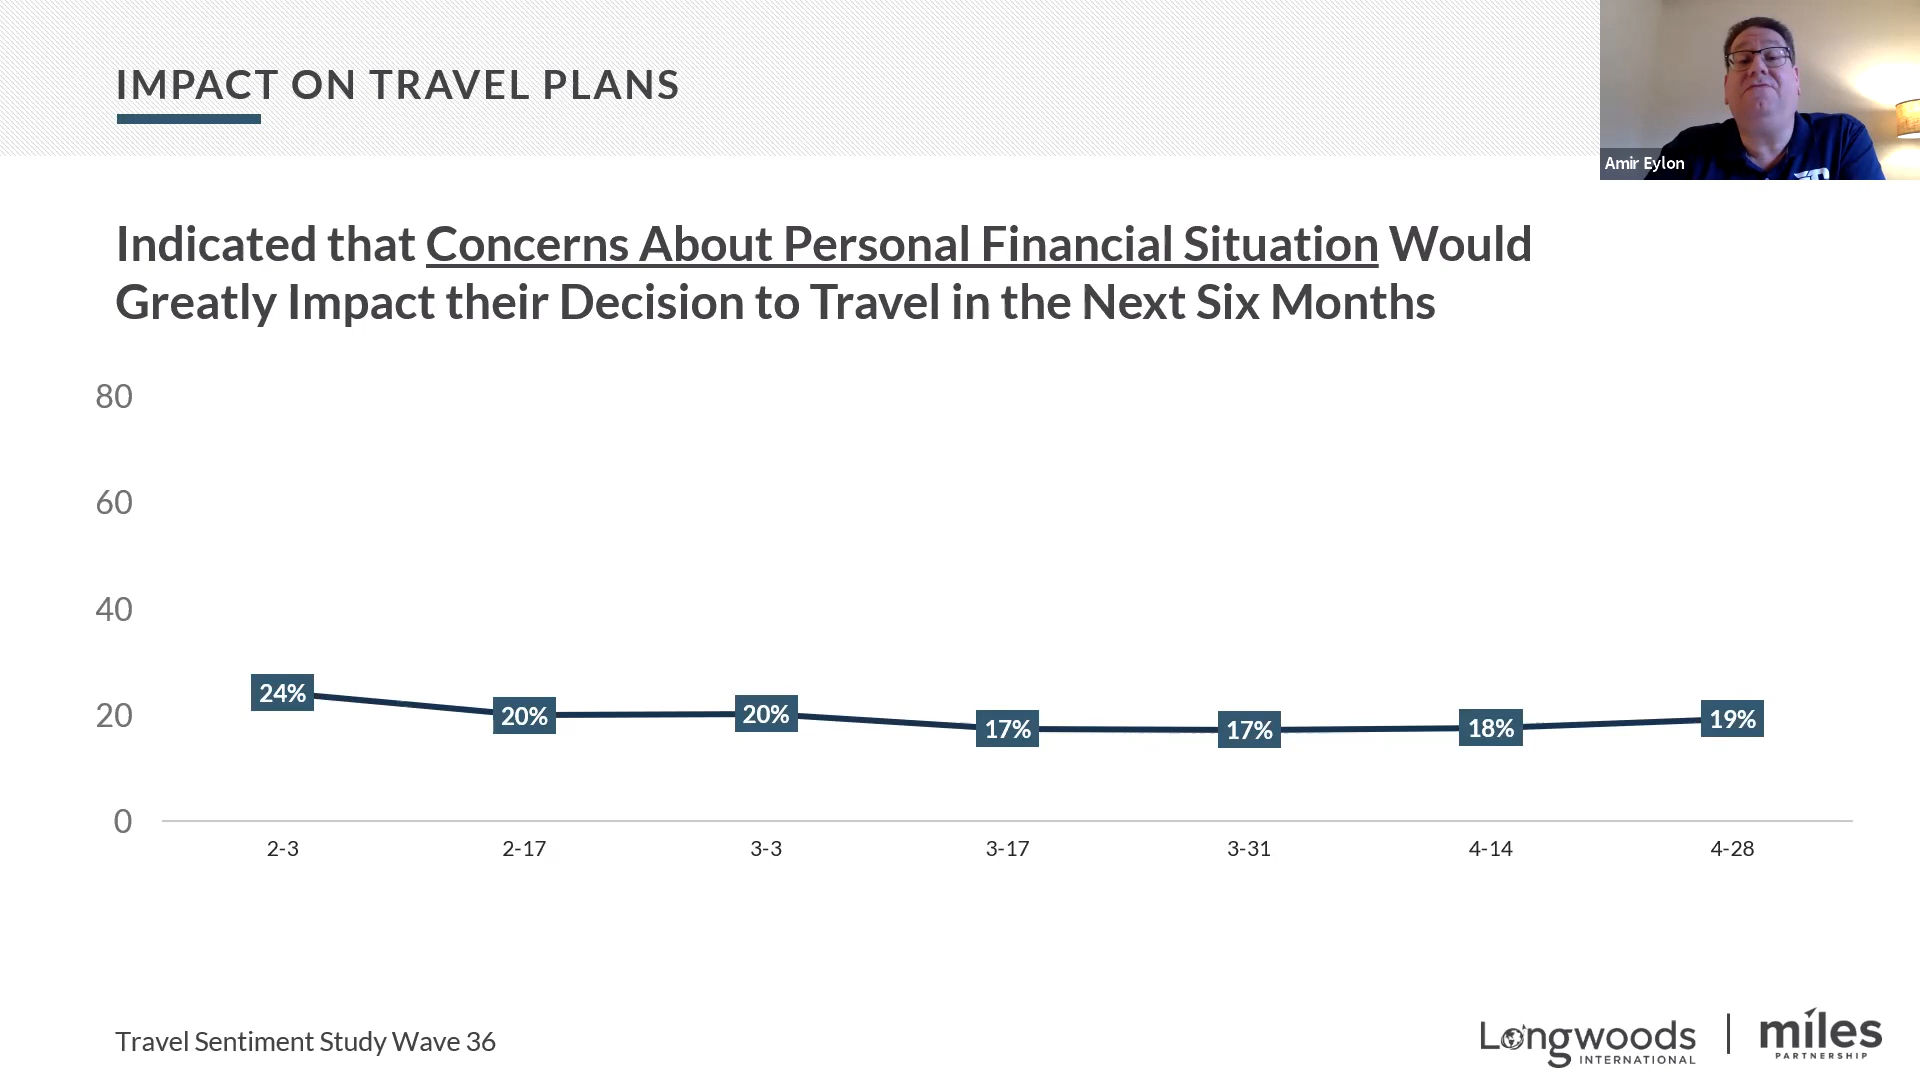 IMPACT ON TRAVEL PLANS
Amir Eylon
Indicated that Concerns About Personal Financial Situation Would
Greatly Impact their Decision to Travel in the Next Six Months
80
60
40
20
0
24%
20%
20%
17%
17%
18%
19%
2-3
2-17
3-3
3-17
3-31
4-14
4-28
Travel Sentiment Study Wave 36
Longwoods
INTERNATIONAL
miles
PARTNERSHIP